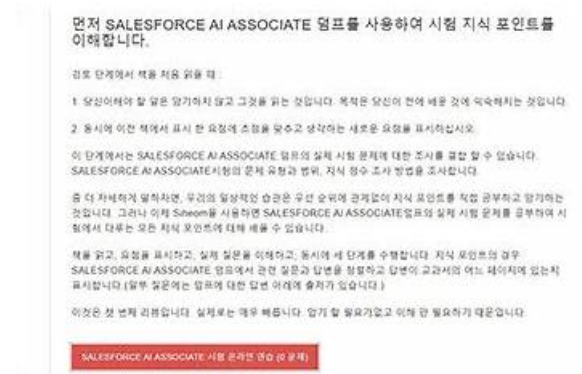 먼저 SALESFORCE AI ASSOCIATE 덤프를 사용하여 시험 지식 포인트를
이해합니다.
검토 단계에서 책을 처음 읽을 때 :
1. 당신이해야 할 일은 암기하지 않고 그것을 읽는 것입니다. 목적은 당신이 전에 배운 것에 익숙해지는 것입니다.
2. 동시에 이전 책에서 표시 한 요점에 초점을 맞추고 생각하는 새로운 요점을 표시하십시오.
이 단계에서는 SALESFORCE AI ASSOCIATE 덤프의 실제 시험 문제에 대한 조사를 결합 할 수 있습니다.
SALESFORCE AI ASSOCIATE시험의 문제 유형과 범위, 지식 점수 조사 방법을 조사합니다.
좀 더 자세하게 말하자면, 우리의 일상적인 습관은 우선 순위에 관계없이 지식 포인트를 직접 공부하고 암기하는
것입니다. 그러나 이제 을 사용하면 SALESFORCE AI ASSOCIATE덤프의 실제 시험 문제를 공부하여 시
험에서 다루는 모든 지식 포인트에 대해 배울 수 있습니다.
책을 읽고, 요점을 표시하고, 실제 질문을 이해하고, 동시에 세 단계를 수행합니다. 지식 포인트의 경우
SALESFORCE AI ASSOCIATE 덤프에서 관련 질문과 답변을 정렬하고 답변이 교과서의 어느 페이지에 있는지
표시합니다.(일부 질문에는 덤프에 대한 답변 아래에 출처가 있습니다.)
이것은 첫 번째 리뷰입니다. 실제로는 매우 빠릅니다. 암기 할 필요가없고 이해 만 필요하기 때문입니다.
SALESFORCE AI ASSOCIATE 시험 온라인 연습 (0 문제)